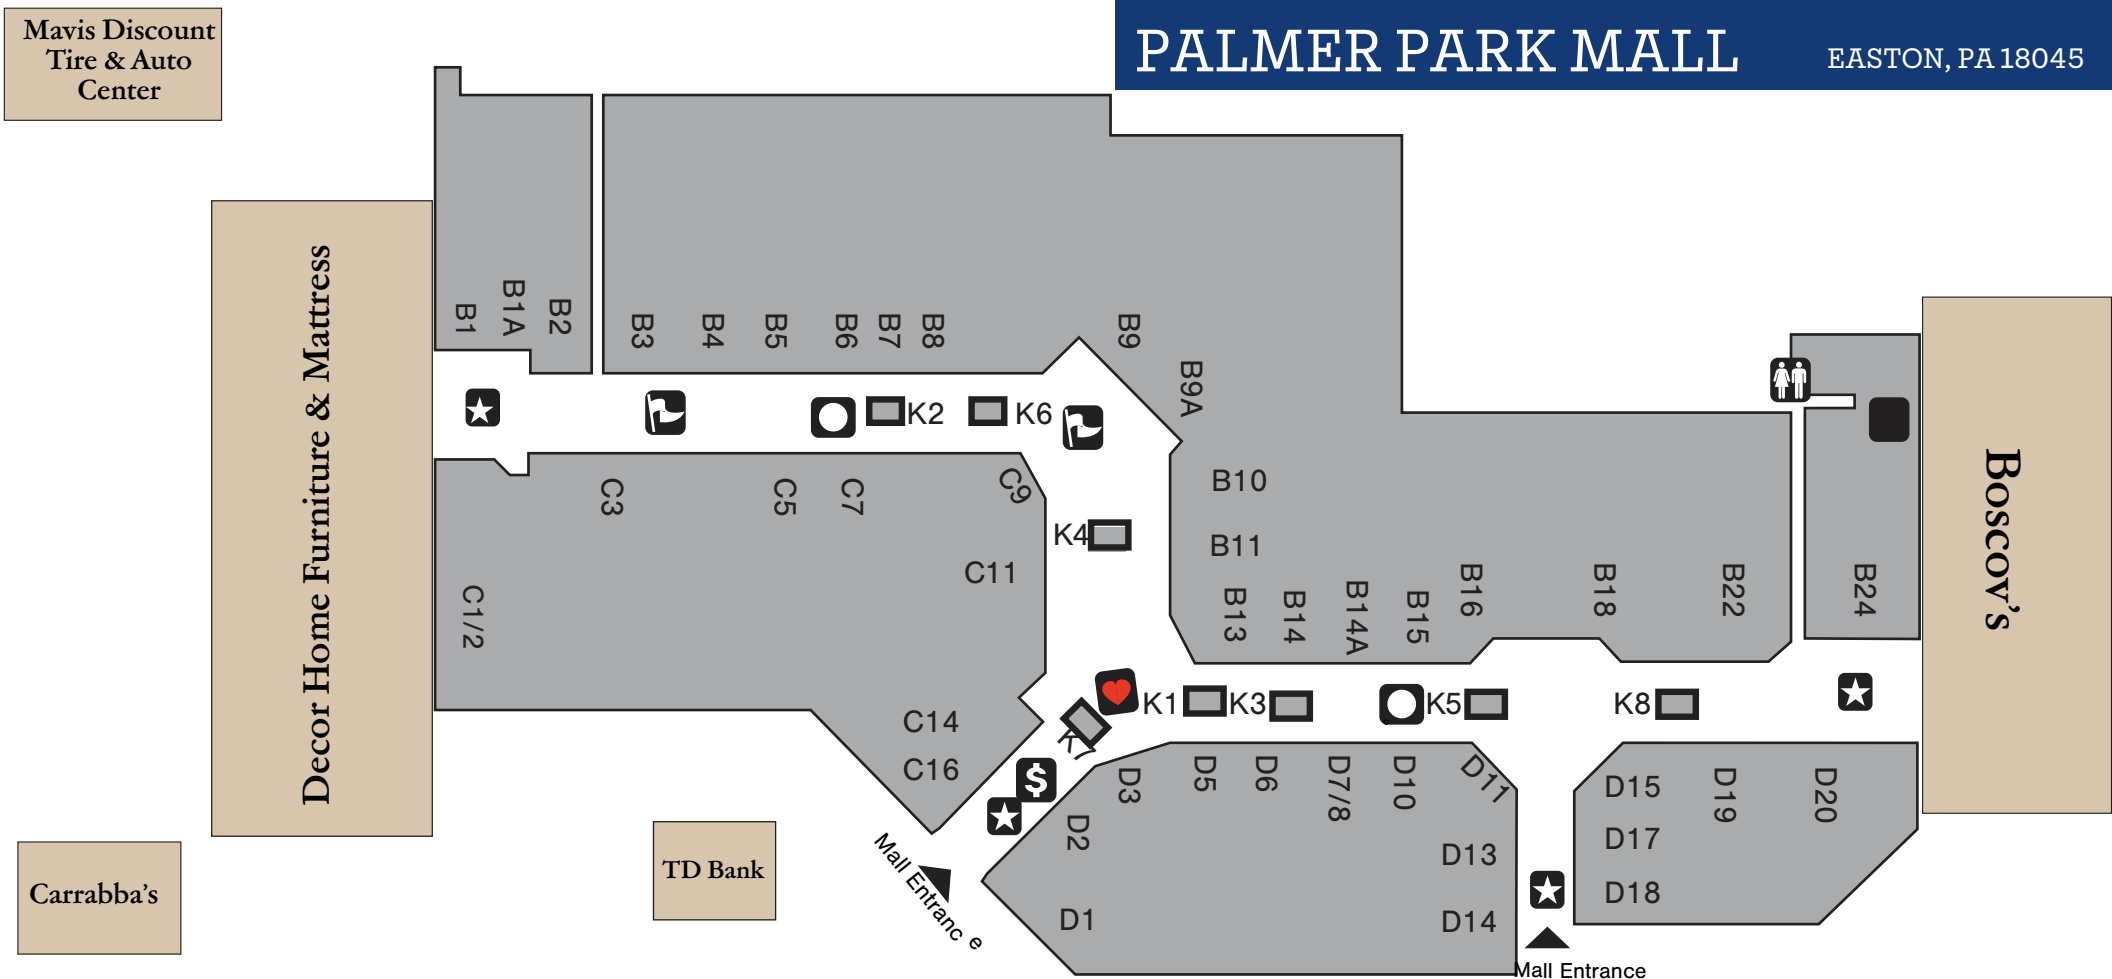 Mavis Discount
Tire & Auto
Center
PALMER PARK MALL
EASTON, PA 18045
Decor Home Furniture & Mattress
Boscov's
B1
B1A
B2
B3
B4
B5
B6
B7
B8
B9
B9A
K2
K6
C3
C5
C7
C9
B10
K4
B11
C11
C1/2
B13
B14
B14A
B15
B16
B18
B22
B24
K1
K3
K5
K8
K7
C14
C16
$
D3
D5
D6
D7/8
D10
D11
D15
D19
D20
D2
D17
D13
D18
D1
D14
TD Bank
Carrabba's
Mall Entrance
Mall Entrance